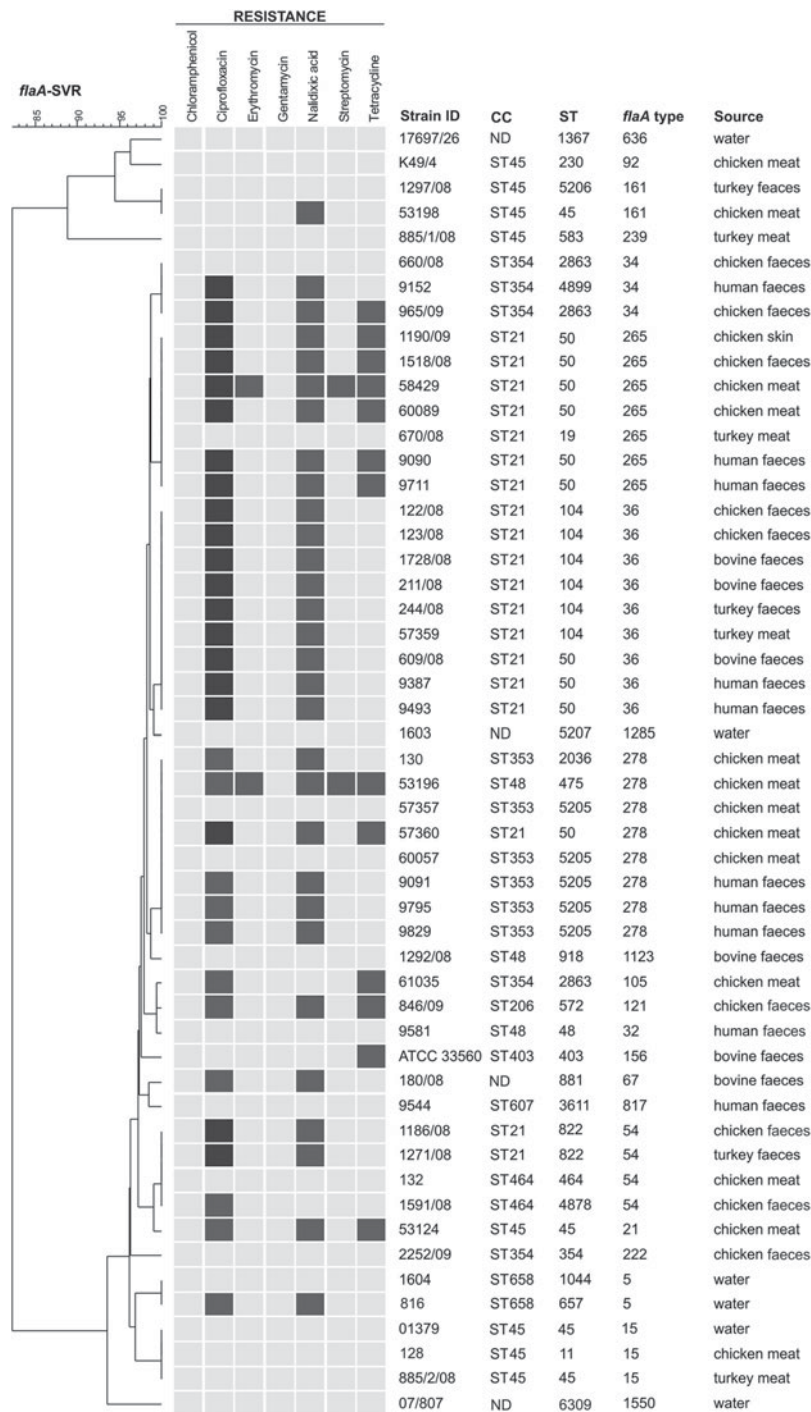 RESISTANCE
Chloramphenicol
Ciprofloxacin
Erythromycin
Gentamycin
Nalidixic acid
Streptomycin
Tetracycline
flaA-SVR
85 90 95 100
Strain ID CC ST flaA type Source
17697/26 ND 1367 636 water
K49/4 ST45 230 92 chicken meat
1297/08 ST45 5206 161 turkey feaces
53198 ST45 45 161 chicken meat
885/1/08 ST45 583 239 turkey meat
660/08 ST354 2863 34 chicken faeces
9152 ST354 4899 34 human faeces
965/09 ST354 2863 34 chicken faeces
1190/09 ST21 50 265 chicken skin
1518/08 ST21 50 265 chicken faeces
58429 ST21 50 265 chicken meat
60089 ST21 50 265 chicken meat
670/08 ST21 19 265 turkey meat
9090 ST21 50 265 human faeces
9711 ST21 50 265 human faeces
122/08 ST21 104 36 chicken faeces
123/08 ST21 104 36 chicken faeces
1728/08 ST21 104 36 bovine faeces
211/08 ST21 104 36 bovine faeces
244/08 ST21 104 36 turkey faeces
57359 ST21 104 36 turkey meat
609/08 ST21 50 36 bovine faeces
9387 ST21 50 36 human faeces
9493 ST21 50 36 human faeces
1603 ND 5207 1285 water
130 ST353 2036 278 chicken meat
53196 ST48 475 278 chicken meat
57357 ST353 5205 278 chicken meat
57360 ST21 50 278 chicken meat
60057 ST353 5205 278 chicken meat
9091 ST353 5205 278 human faeces
9795 ST353 5205 278 human faeces
9829 ST353 5205 278 human faeces
1292/08 ST48 918 1123 bovine faeces
61035 ST354 2863 105 chicken meat
846/09 ST206 572 121 chicken faeces
9581 ST48 48 32 human faeces
ATCC 33560 ST403 403 156 bovine faeces
180/08 ND 881 67 bovine faeces
9544 ST607 3611 817 human faeces
1186/08 ST21 822 54 chicken faeces
1271/08 ST21 822 54 turkey faeces
132 ST464 464 54 chicken meat
1591/08 ST464 4878 54 chicken faeces
53124 ST45 45 21 chicken meat
2252/09 ST354 354 222 chicken faeces
1604 ST658 1044 5 water
816 ST658 657 5 water
01379 ST45 45 15 water
128 ST45 11 15 chicken meat
885/2/08 ST45 45 15 turkey meat
07/807 ND 6309 1550 water